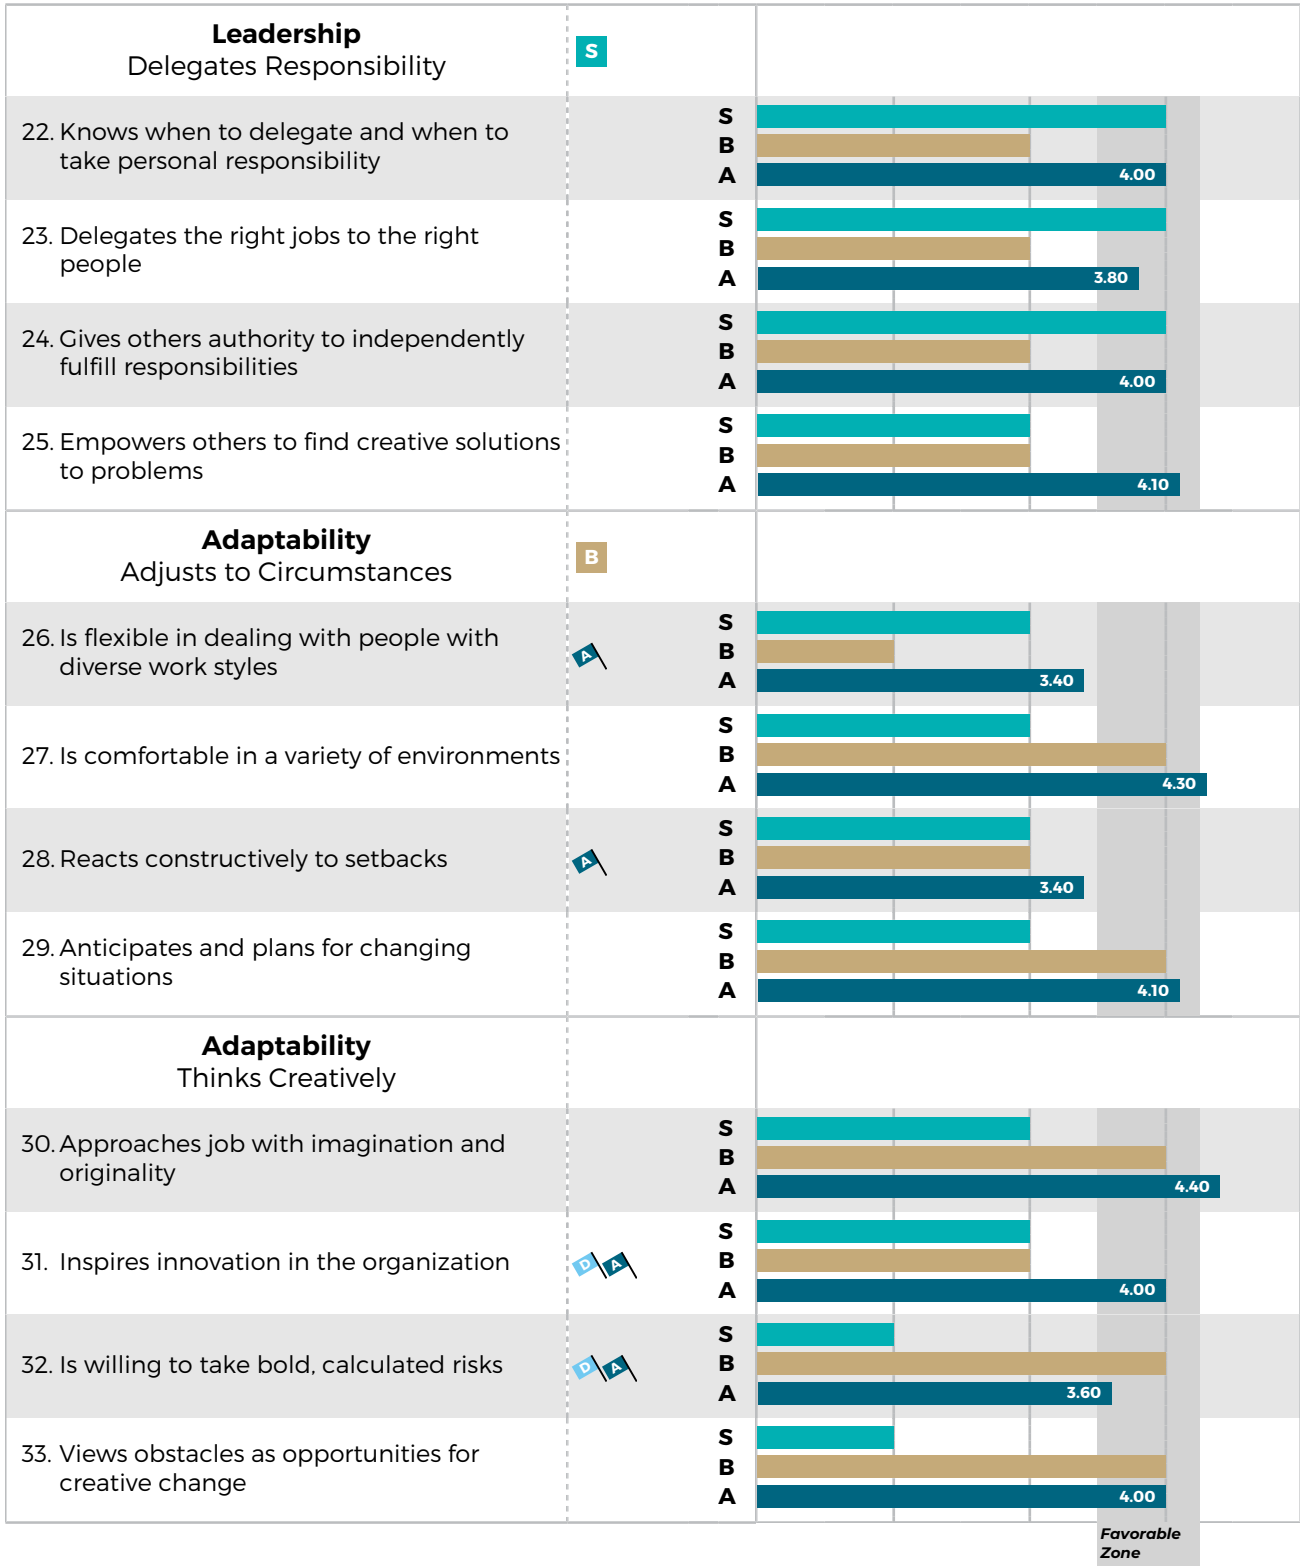 Leadership
Delegates Responsibility
S
22. Knows when to delegate and when to
take personal responsibility
S
B
A
4.00
23. Delegates the right jobs to the right
people
S
B
A
3.80
24. Gives others authority to independently
fulfill responsibilities
S
B
A
4.00
25. Empowers others to find creative solutions
to problems
S
B
A
4.10
Adaptability
Adjusts to Circumstances
B
26. Is flexible in dealing with people with
diverse work styles
A
S
B
A
3.40
27. Is comfortable in a variety of environments
S
B
A
4.30
28. Reacts constructively to setbacks
A
S
B
A
3.40
29. Anticipates and plans for changing
situations
S
B
A
4.10
Adaptability
Thinks Creatively
30. Approaches job with imagination and
originality
S
B
A
4.40
31. Inspires innovation in the organization
D A
S
B
A
4.00
32. Is willing to take bold, calculated risks
D A
S
B
A
3.60
33. Views obstacles as opportunities for
creative change
S
B
A
4.00
Favorable
Zone